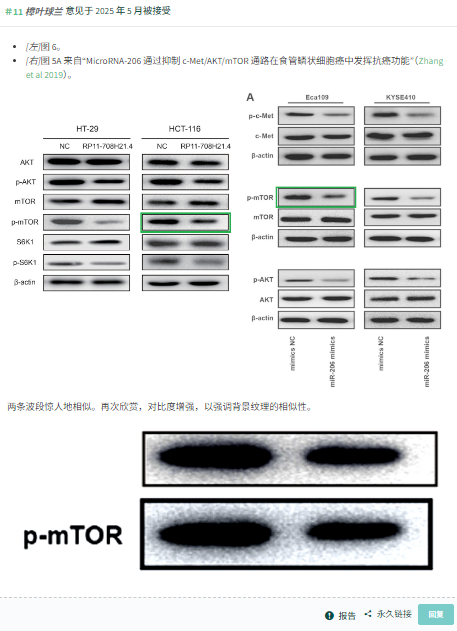 #11 樟叶球兰 意见于 2025 年 5 月被接受
• [左]图 6。
• [右]图 5A 来自“MicroRNA-206 通过抑制 c-Met/AKT/mTOR 通路在食管鳞状细胞癌中发挥抗癌功能”（Zhang
et al 2019）。
HT-29 HCT-116
NC RP11-708H21.4 NC RP11-708H21.4
AKT
p-AKT
mTOR
p-mTOR
S6K1
p-S6K1
β-actin
A
Eca109 KYSE410
p-c-Met
c-Met
β-actin
p-mTOR
mTOR
β-actin
p-AKT
AKT
β-actin
mimics NC
miR-206 mimics
mimics NC
miR-206 mimics
两条波段惊人地相似。再次欣赏，对比度增强，以强调背景纹理的相似性。
p-mTOR
报告 永久链接 回复